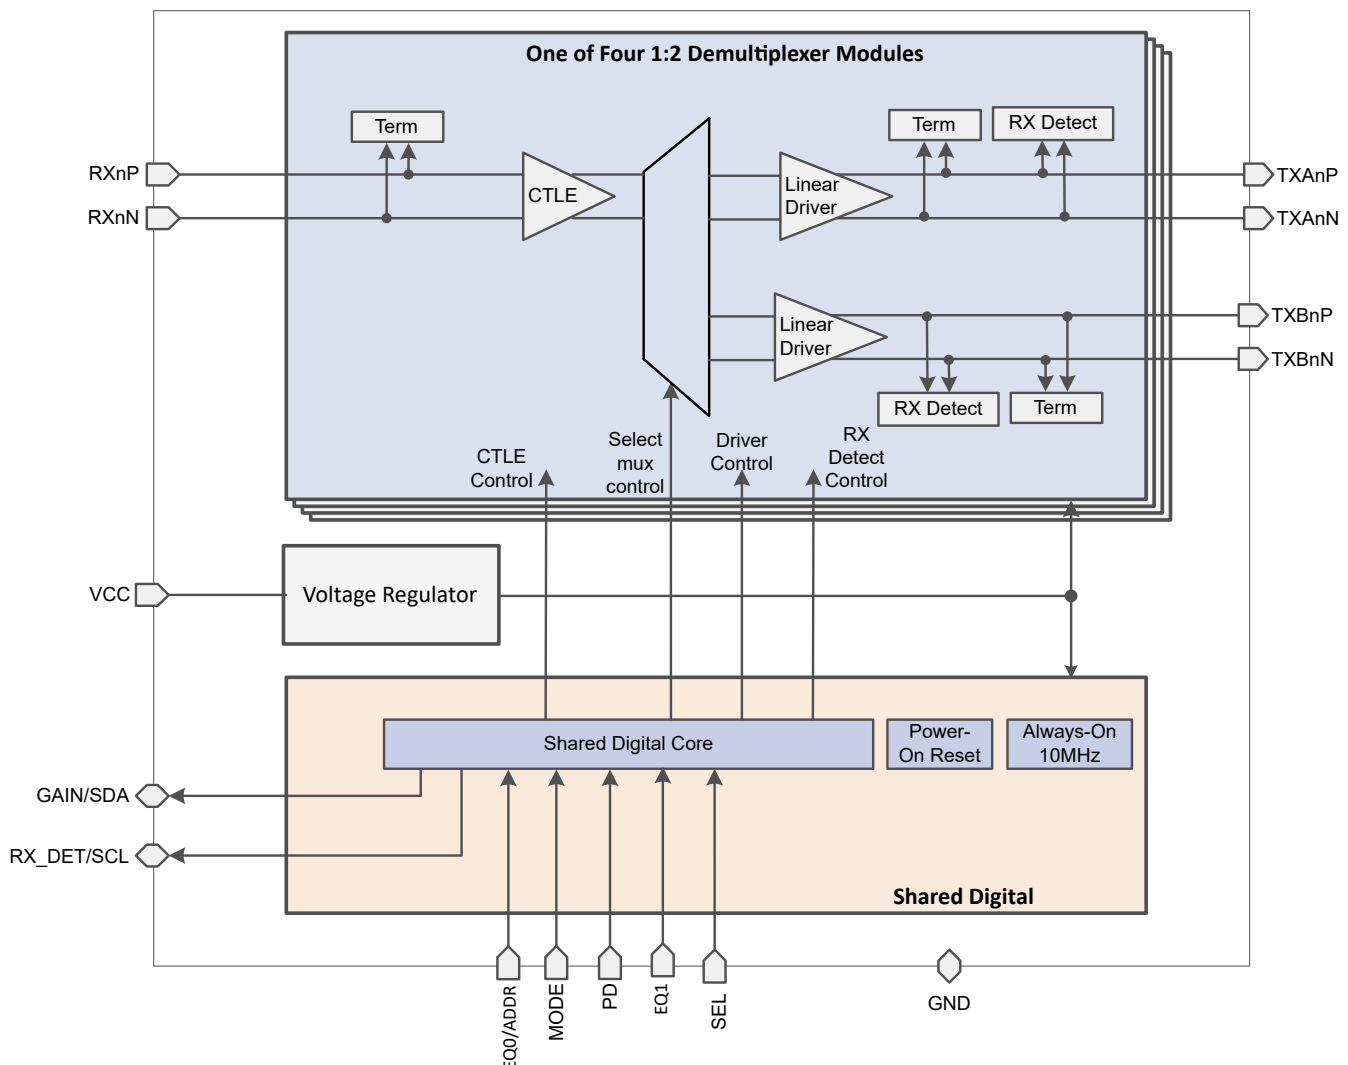 One of Four 1:2 Demultiplexer Modules
Term
Term
RX Detect
RXnP
RXnN
CTLE
Linear
Driver
TXAnP
TXAnN
Linear
Driver
TXBnP
TXBnN
RX Detect
Term
CTLE
Control
Select
mux
control
Driver
Control
RX
Detect
Control
VCC
Voltage Regulator
Shared Digital Core
Power-
On Reset
Always-On
10MHz
GAIN/SDA
RX_DET/SCL
Shared Digital
EQ0/ADDR
MODE
PD
EQ1
SEL
GND